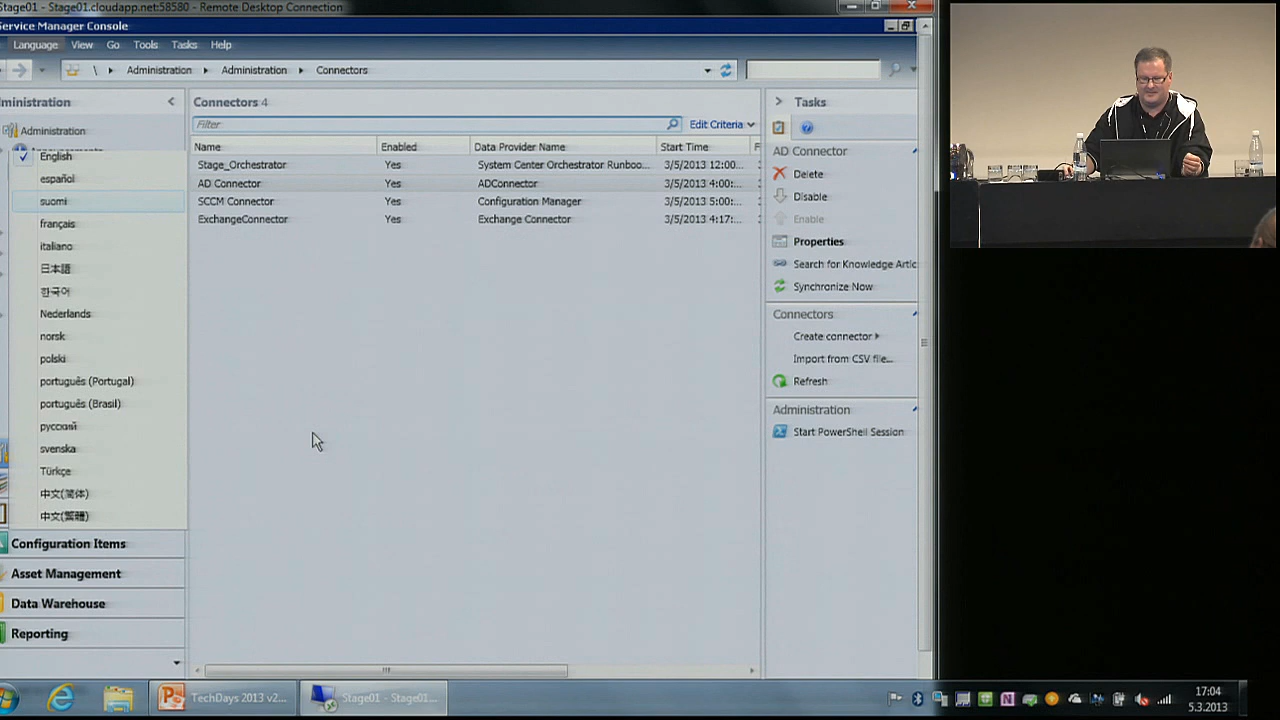 Stage01 - Stage01.cloudapp.net:58580 - Remote Desktop Connection
Service Manager Console
Language View Go Tools Tasks Help
\ Administration Administration Connectors
Administration
Administration
English
español
suomi
français
italiano
日本語
한국어
Nederlands
norsk
polski
português (Portugal)
português (Brasil)
русский
svenska
Türkçe
中文(简体)
中文(繁體)
Configuration Items
Asset Management
Data Warehouse
Reporting
Connectors 4
Filter
Edit Criteria
Name Enabled Data Provider Name Start Time
Stage_Orchestrator Yes System Center Orchestrator Runboo... 3/5/2013 12:00...
AD Connector Yes ADConnector 3/5/2013 4:00:...
SCCM Connector Yes Configuration Manager 3/5/2013 5:00:...
ExchangeConnector Yes Exchange Connector 3/5/2013 4:17:...
Tasks
AD Connector
Delete
Disable
Enable
Properties
Search for Knowledge Artic
Synchronize Now
Connectors
Create connector
Import from CSV file...
Refresh
Administration
Start PowerShell Session
TechDays 2013 v2...
Stage01 - Stage01...
17:04
5.3.2013